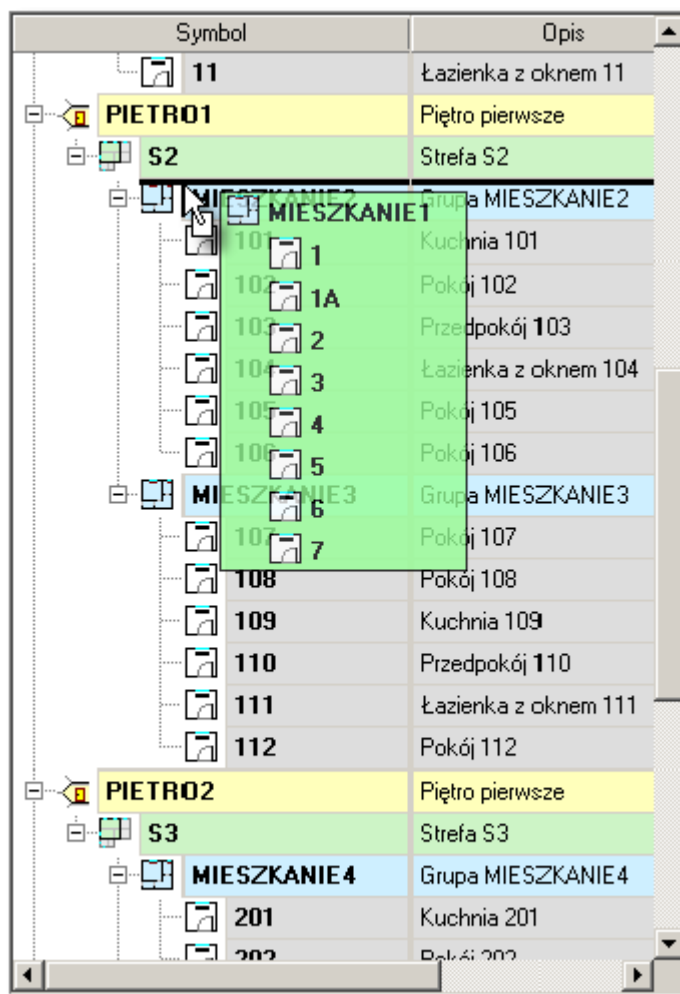 Symbol Opis
11 Łazienka z oknem 11
PIETRO1 Piętro pierwsze
S2 Strefa S2
MIESZKANIE2 Grupa MIESZKANIE2
MIESZKANIE1
101 Kuchnia 101
1
102 Pokój 102
1A
103 Przedpokój 103
2
104 Łazienka z oknem 104
3
105 Pokój 105
4
106 Pokój 106
5
MIESZKANIE3 Grupa MIESZKANIE3
6
107 Pokój 107
7
108 Pokój 108
109 Kuchnia 109
110 Przedpokój 110
111 Łazienka z oknem 111
112 Pokój 112
PIETRO2 Piętro pierwsze
S3 Strefa S3
MIESZKANIE4 Grupa MIESZKANIE4
201 Kuchnia 201
202 Pokój 202